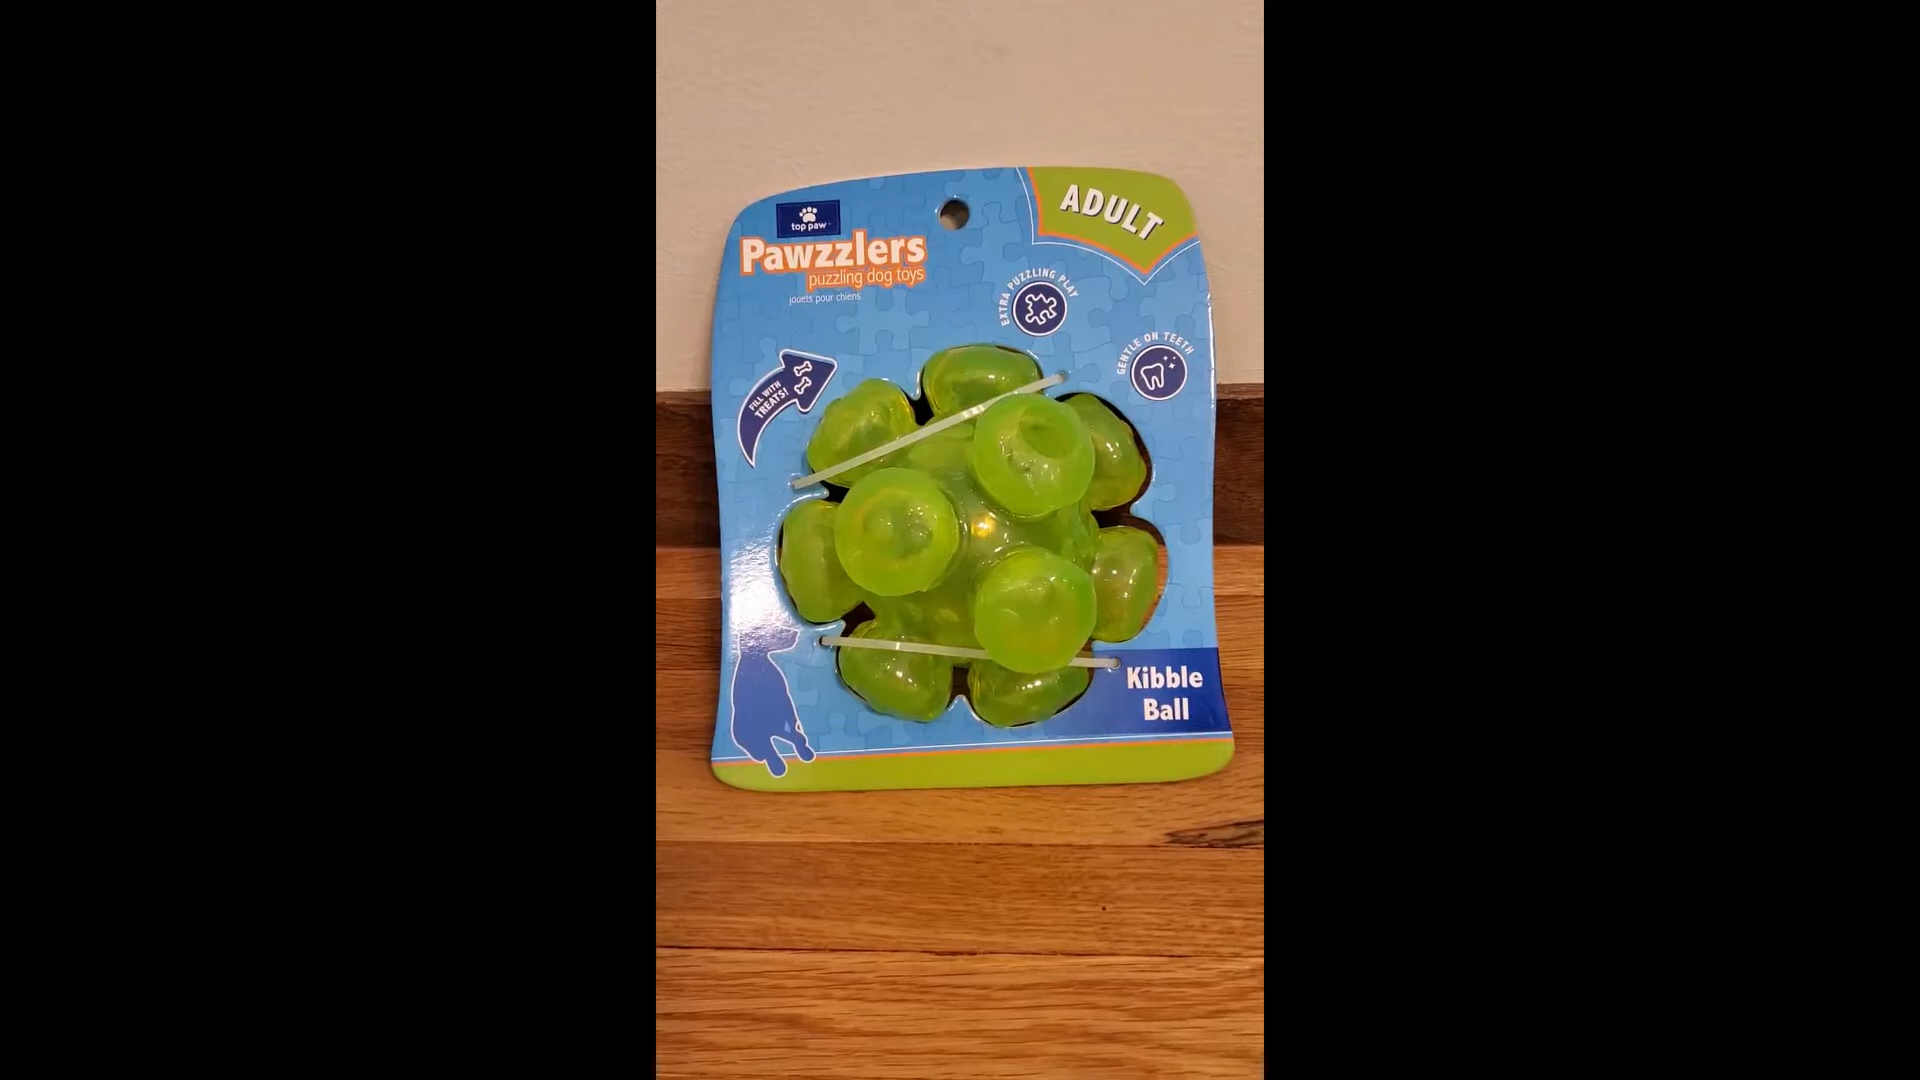 top paw™
Pawzzlers
puzzling dog toys
jouets pour chiens
ADULT
EXTRA PUZZLING PLAY
GENTLE ON TEETH
FILL WITH
TREATS!
Kibble
Ball